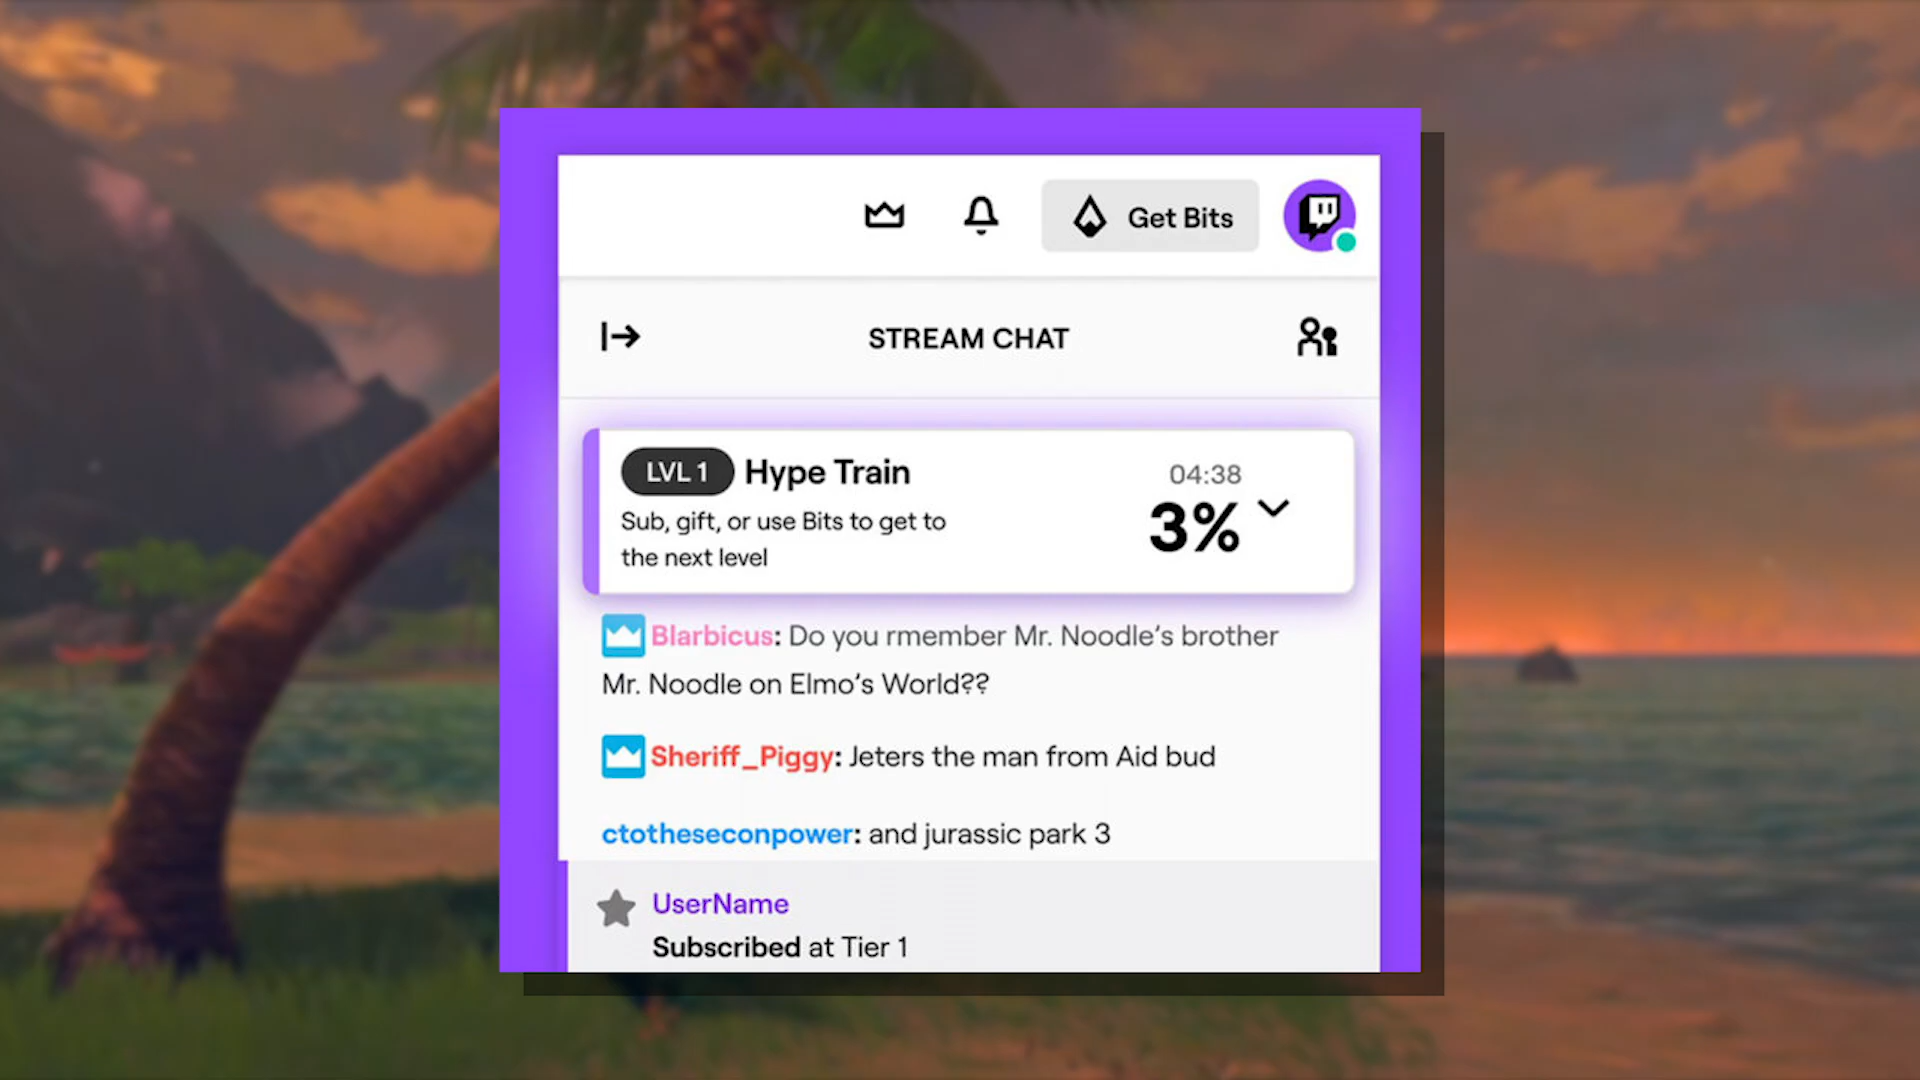 Get Bits
STREAM CHAT
LVL 1 Hype Train 04:38
Sub, gift, or use Bits to get to
the next level
3%
Blarbicus: Do you rmember Mr. Noodle's brother
Mr. Noodle on Elmo's World??
Sheriff_Piggy: Jeters the man from Aid bud
ctotheseconpower: and jurassic park 3
UserName
Subscribed at Tier 1